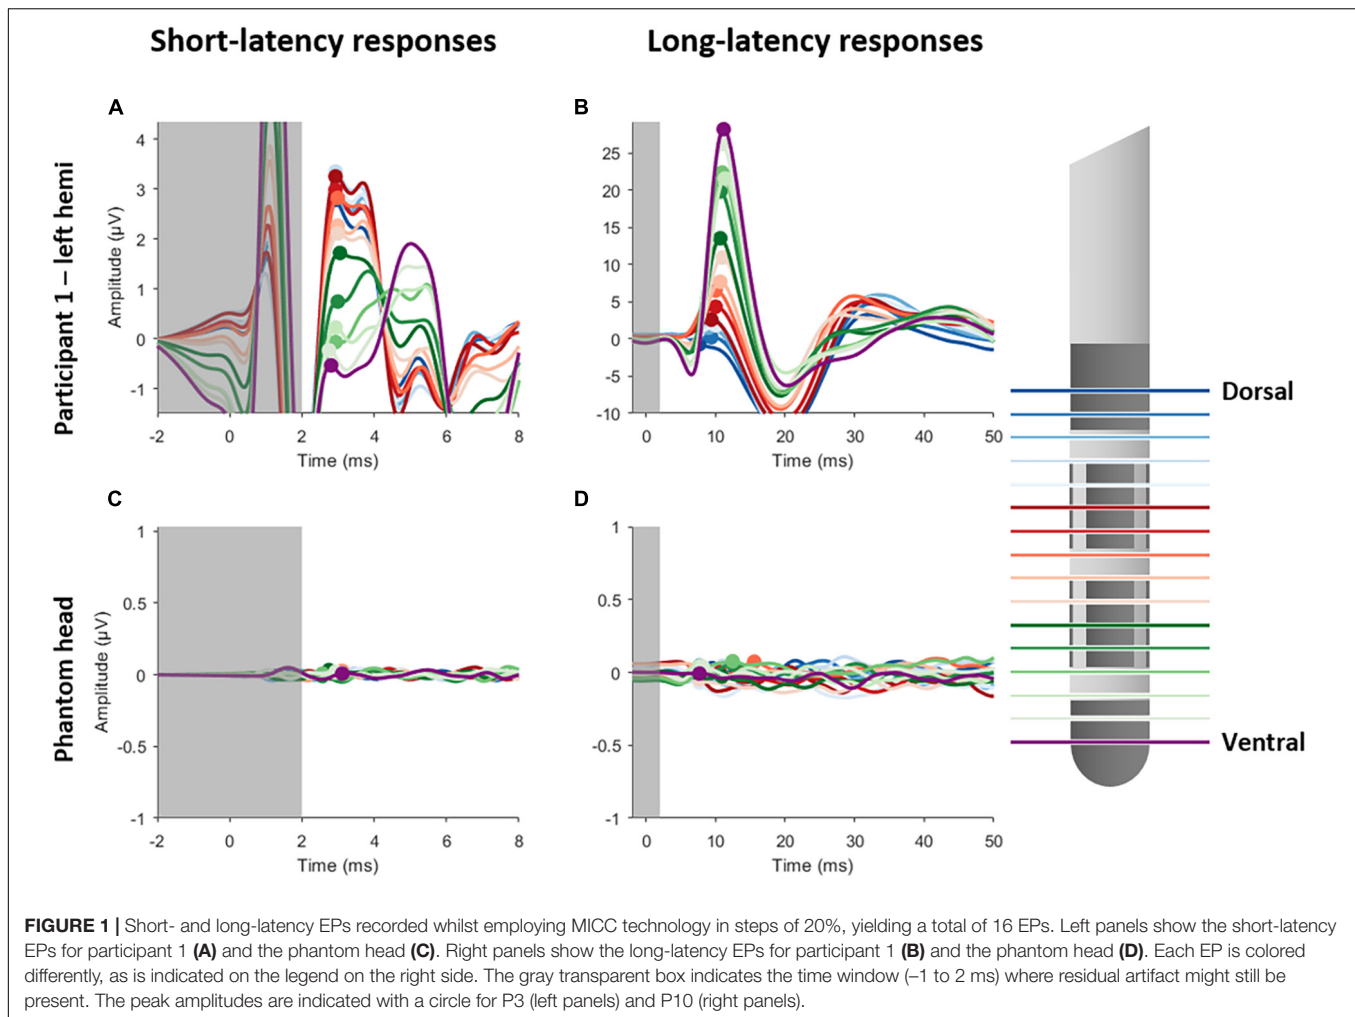 Short-latency responses
Long-latency responses
Participant 1 – left hemi
A
4
3
2
1
0
-1
Amplitude (µV)
-2
0
2
4
6
8
Time (ms)
B
25
20
15
10
5
0
-5
-10
Amplitude (µV)
0
10
20
30
40
50
Time (ms)
Phantom head
C
1
0.5
0
-0.5
-1
Amplitude (µV)
-2
0
2
4
6
8
Time (ms)
D
1
0.5
0
-0.5
-1
Amplitude (µV)
0
10
20
30
40
50
Time (ms)
Dorsal
Ventral
FIGURE 1 | Short- and long-latency EPs recorded whilst employing MICC technology in steps of 20%, yielding a total of 16 EPs. Left panels show the short-latency
EPs for participant 1 (A) and the phantom head (C). Right panels show the long-latency EPs for participant 1 (B) and the phantom head (D). Each EP is colored
differently, as is indicated on the legend on the right side. The gray transparent box indicates the time window (–1 to 2 ms) where residual artifact might still be
present. The peak amplitudes are indicated with a circle for P3 (left panels) and P10 (right panels).